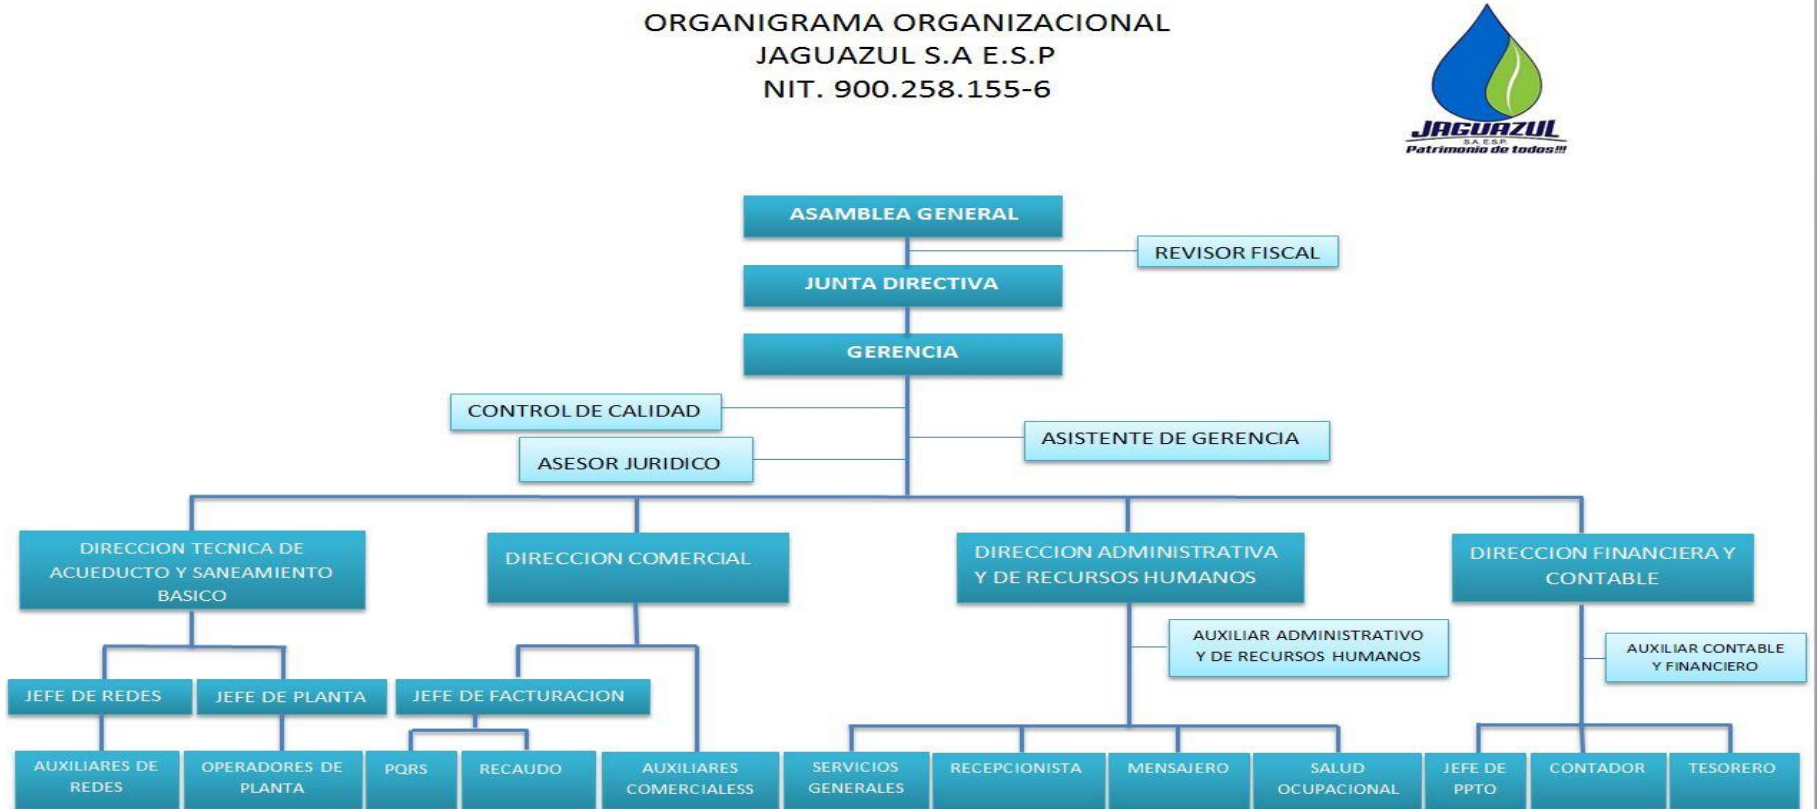 ORGANIGRAMA ORGANIZACIONAL
JAGUAZUL S.A E.S.P
NIT. 900.258.155-6
JAGUAZUL
S.A. E.S.P.
Patrimonio de todos!!!
ASAMBLEA GENERAL
REVISOR FISCAL
JUNTA DIRECTIVA
GERENCIA
CONTROL DE CALIDAD
ASISTENTE DE GERENCIA
ASESOR JURIDICO
DIRECCION TECNICA DE
ACUEDUCTO Y SANEAMIENTO
BASICO
DIRECCION COMERCIAL
DIRECCION ADMINISTRATIVA
Y DE RECURSOS HUMANOS
DIRECCION FINANCIERA Y
CONTABLE
AUXILIAR ADMINISTRATIVO
Y DE RECURSOS HUMANOS
AUXILIAR CONTABLE
Y FINANCIERO
JEFE DE REDES
JEFE DE PLANTA
JEFE DE FACTURACION
AUXILIARES DE
REDES
OPERADORES DE
PLANTA
PQRS
RECAUDO
AUXILIARES
COMERCIALESS
SERVICIOS
GENERALES
RECEPCIONISTA
MENSAJERO
SALUD
OCUPACIONAL
JEFE DE
PPTO
CONTADOR
TESORERO